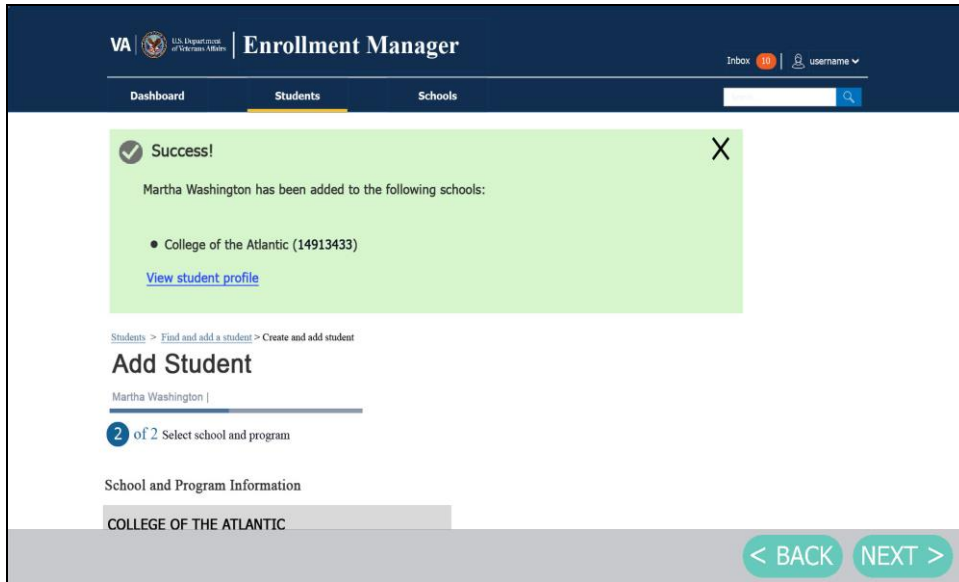 VA | U.S. Department of Veterans Affairs | Enrollment Manager
Inbox 10 | username
Dashboard Students Schools
Success! X
Martha Washington has been added to the following schools:
• College of the Atlantic (14913433)
View student profile
Students > Find and add a student > Create and add student
Add Student
Martha Washington |
2 of 2 Select school and program
School and Program Information
COLLEGE OF THE ATLANTIC
< BACK NEXT >